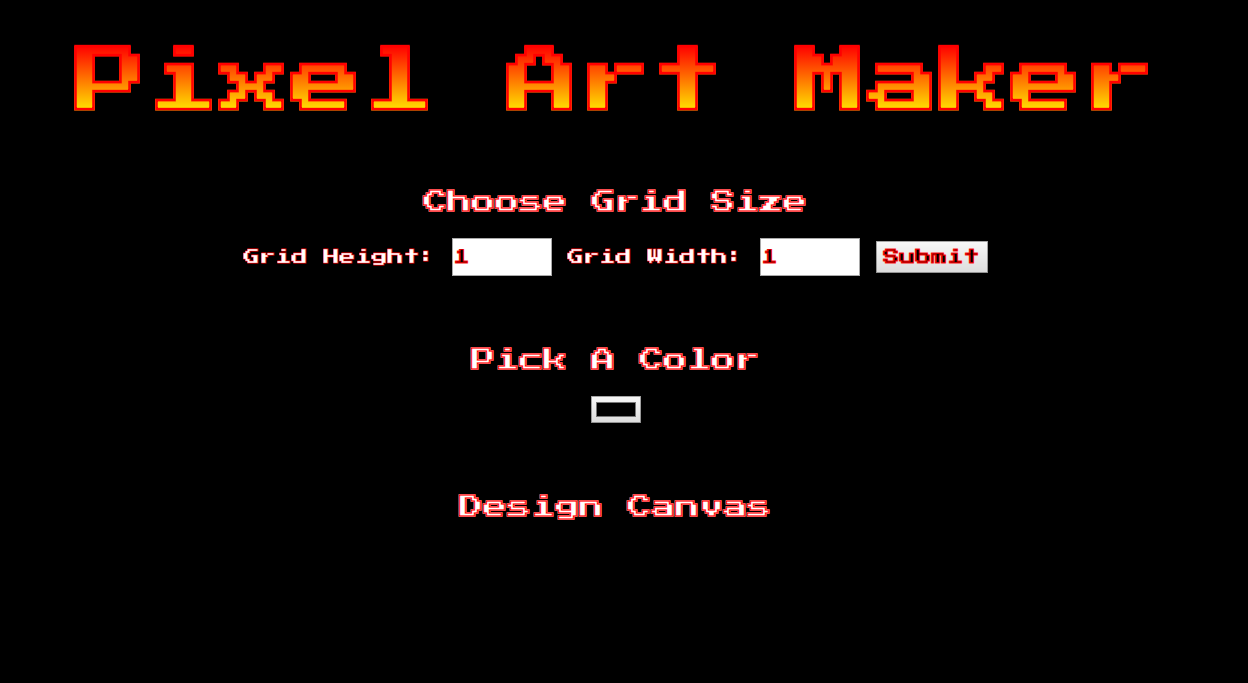 Pixel Art Maker
Choose Grid Size
Grid Height: 1 Grid Width: 1 Submit
Pick A Color
Design Canvas